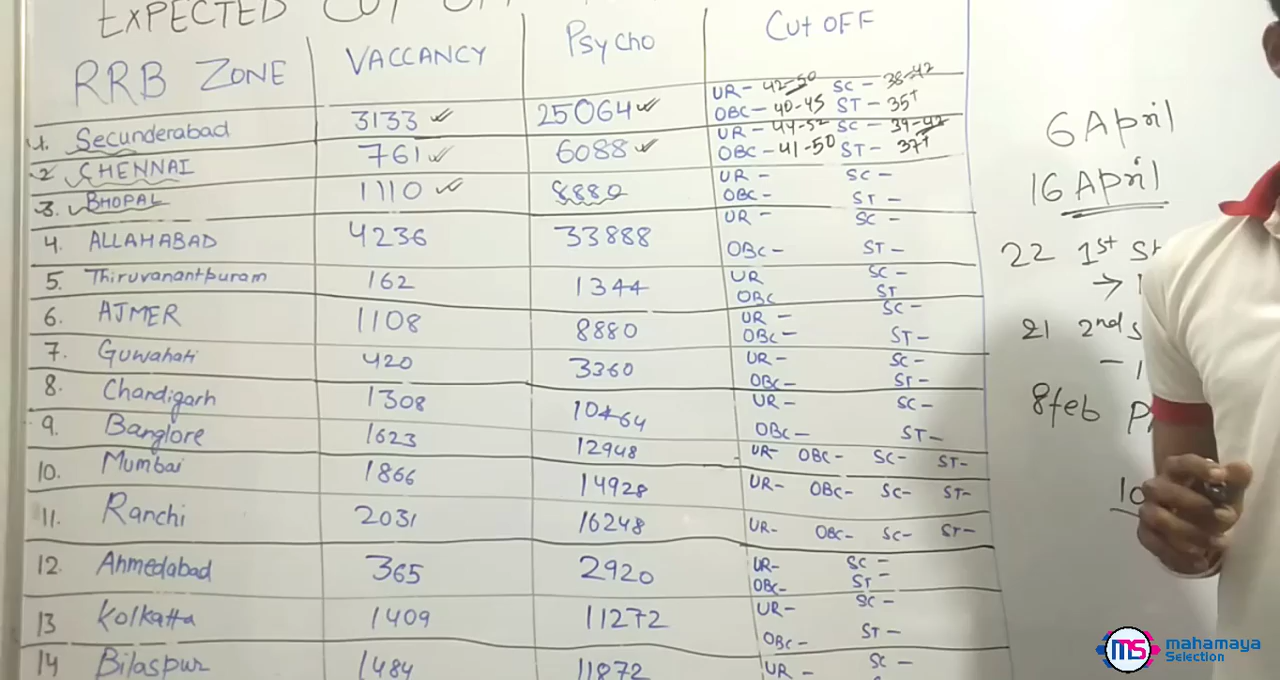 EXPECTED CUT OFF
RRB ZONE VACCANCY Psycho Cut OFF
1. Secunderabad 3133 25064 UR- 42-50 SC- 38-42
OBC- 40-45 ST- 35+
2 CHENNAI 761 6088 UR- 44-52 SC- 39-42
OBC- 41-50 ST- 37+
3. BHOPAL 1110 8880 UR- SC-
OBC- ST-
4. ALLAHABAD 4236 33888 UR- SC-
OBC- ST-
5. Thiruvanantpuram 162 1344 UR SC-
OBC ST
6. AJMER 1108 8880 UR- SC-
OBC- ST-
7. Guwahati 420 3360 UR- SC-
OBC- ST-
8. Chandigarh 1308 10464 UR- SC-
OBC- ST-
9. Banglore 1623 12948 UR- OBC- SC- ST-
10. Mumbai 1866 14928 UR- OBC- SC- ST-
11. Ranchi 2031 16248 UR- OBC- SC- ST-
12. Ahmedabad 365 2920 UR- SC-
OBC- ST-
13 Kolkatta 1409 11272 UR- SC-
OBC- ST-
14 Bilaspur 1484 11872 UR- SC-
6 April
16 April
22 1st
21 2nd
8 feb
MS mahamaya
Selection